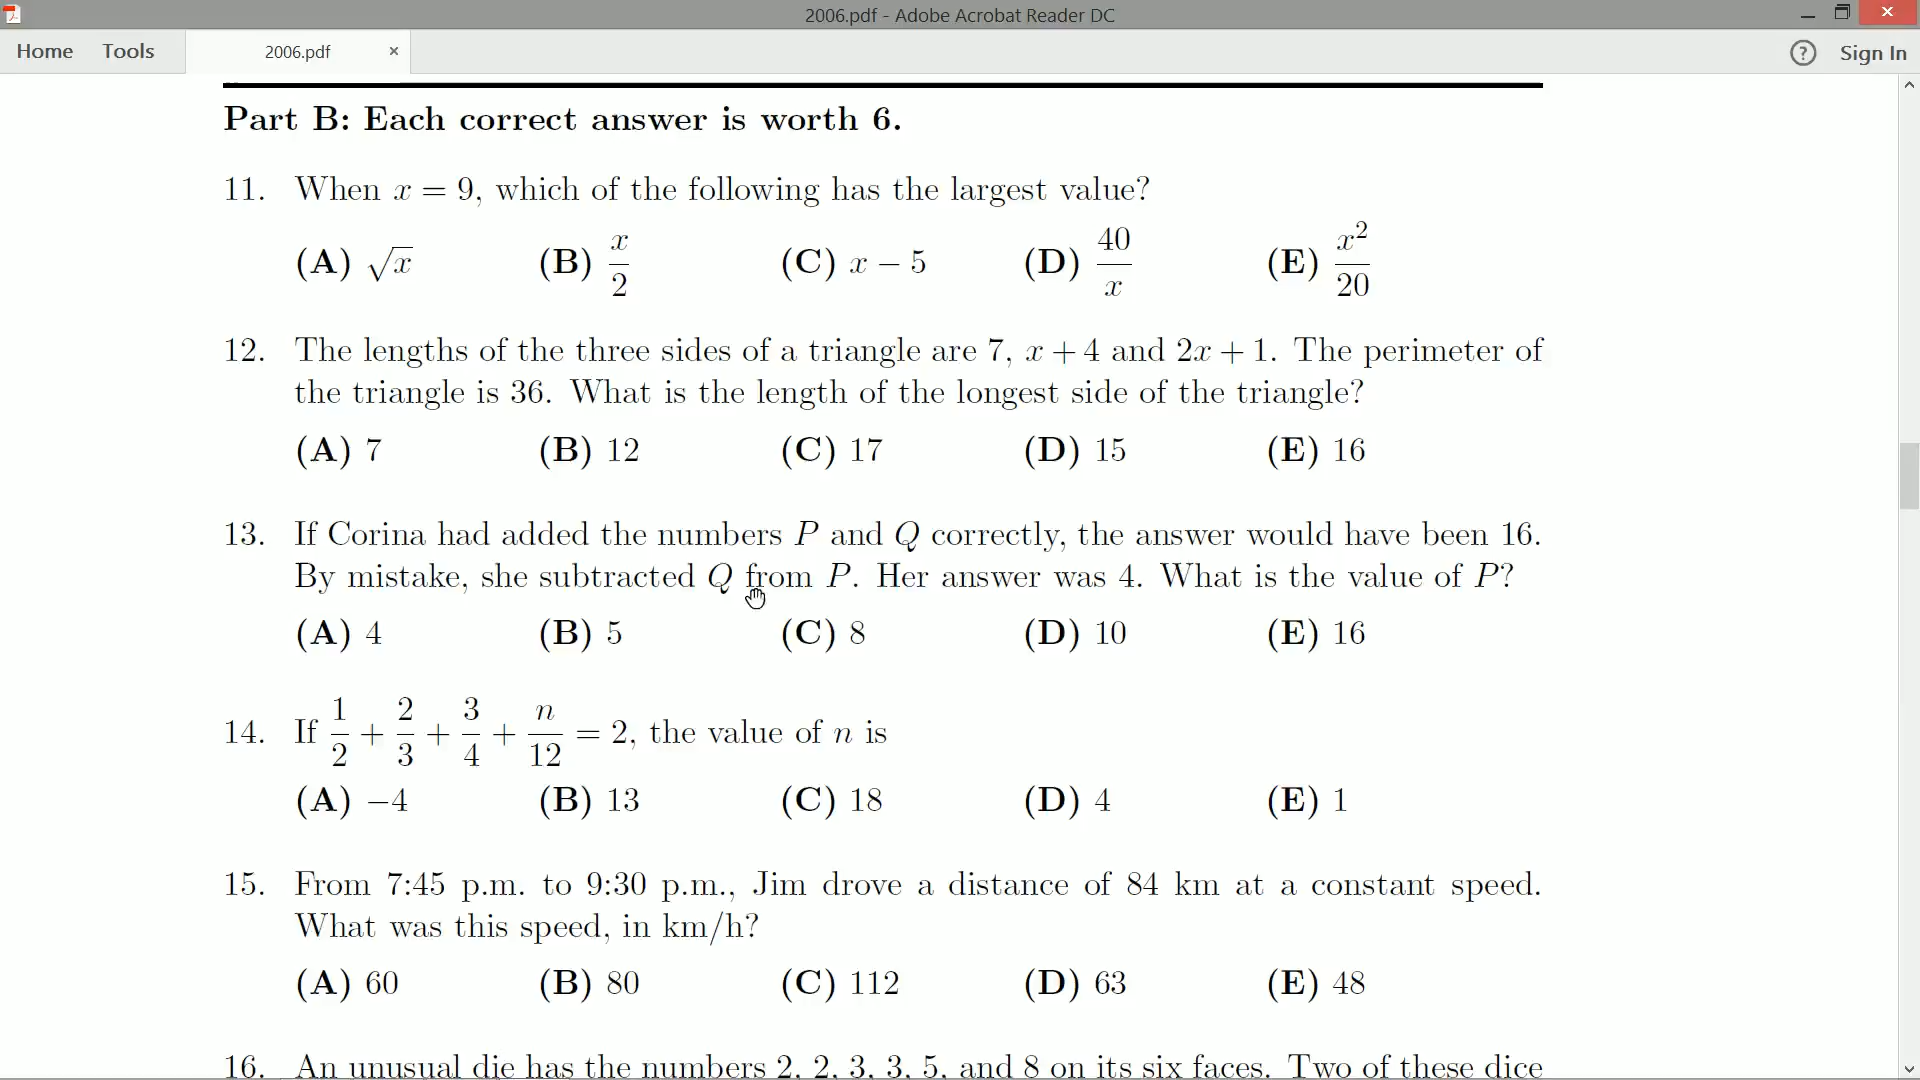 2006.pdf - Adobe Acrobat Reader DC
Home Tools 2006.pdf × ? Sign In
Part B: Each correct answer is worth 6.
11. When x = 9, which of the following has the largest value?
(A) √x (B) x/2 (C) x − 5 (D) 40/x (E) x²/20
12. The lengths of the three sides of a triangle are 7, x + 4 and 2x + 1. The perimeter of
the triangle is 36. What is the length of the longest side of the triangle?
(A) 7 (B) 12 (C) 17 (D) 15 (E) 16
13. If Corina had added the numbers P and Q correctly, the answer would have been 16.
By mistake, she subtracted Q from P. Her answer was 4. What is the value of P?
(A) 4 (B) 5 (C) 8 (D) 10 (E) 16
14. If 1/2 + 2/3 + 3/4 + n/12 = 2, the value of n is
(A) −4 (B) 13 (C) 18 (D) 4 (E) 1
15. From 7:45 p.m. to 9:30 p.m., Jim drove a distance of 84 km at a constant speed.
What was this speed, in km/h?
(A) 60 (B) 80 (C) 112 (D) 63 (E) 48
16. An unusual die has the numbers 2, 2, 3, 3, 5, and 8 on its six faces. Two of these dice